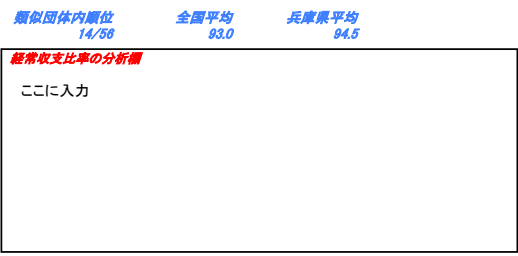 類似団体内順位 全国平均 兵庫県平均
14/56 93.0 94.5
経常収支比率の分析欄
ここに入力